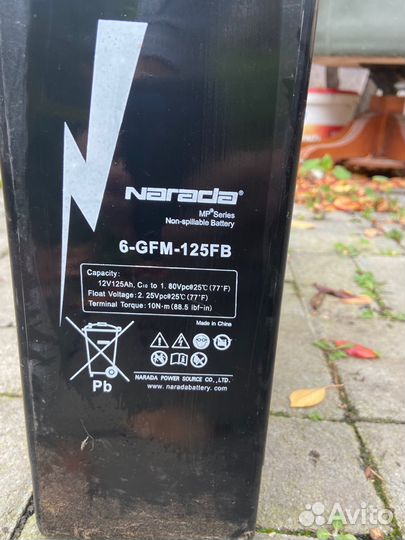 Narada
MP® Series
Non-spillable Battery
6-GFM-125FB
Capacity:
12V125Ah, C₁₀ to 1.80Vpc@25℃(77℉)
Float Voltage: 2.25Vpc@25℃(77℉)
Terminal Torque: 10N·m(88.5 lbf-in)
Made in China
Pb
NARADA POWER SOURCE CO.,LTD.
www.naradabattery.com
Avito